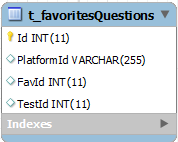 t_favoritesQuestions
Id INT(11)
PlatformId VARCHAR(255)
FavId INT(11)
TestId INT(11)
Indexes